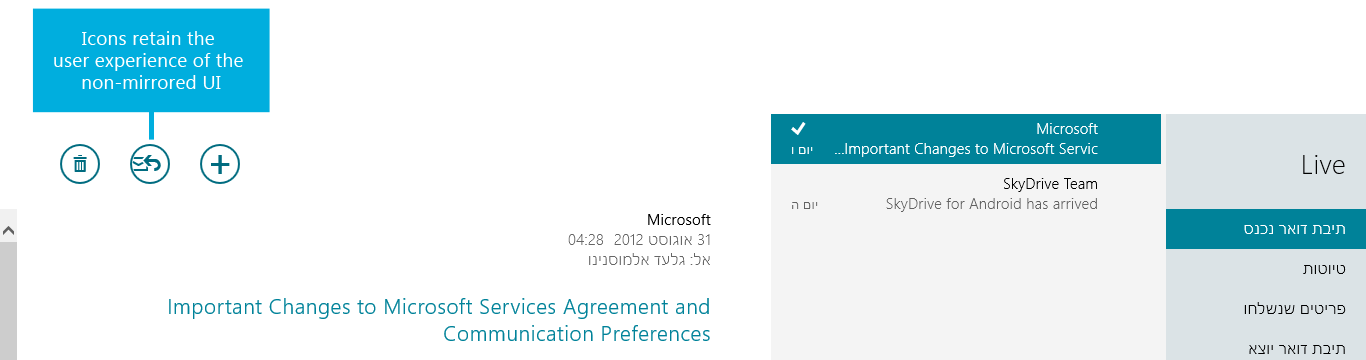 Icons retain the
user experience of the
non-mirrored UI
Live
תיבת דואר נכנס
טיוטות
פריטים שנשלחו
תיבת דואר יוצא
Microsoft
...Important Changes to Microsoft Servic
יום ו
SkyDrive Team
SkyDrive for Android has arrived
יום ה
Microsoft
31 אוגוסט 2012 04:28
אל: גלעד אלמוסנינו
Important Changes to Microsoft Services Agreement and
Communication Preferences